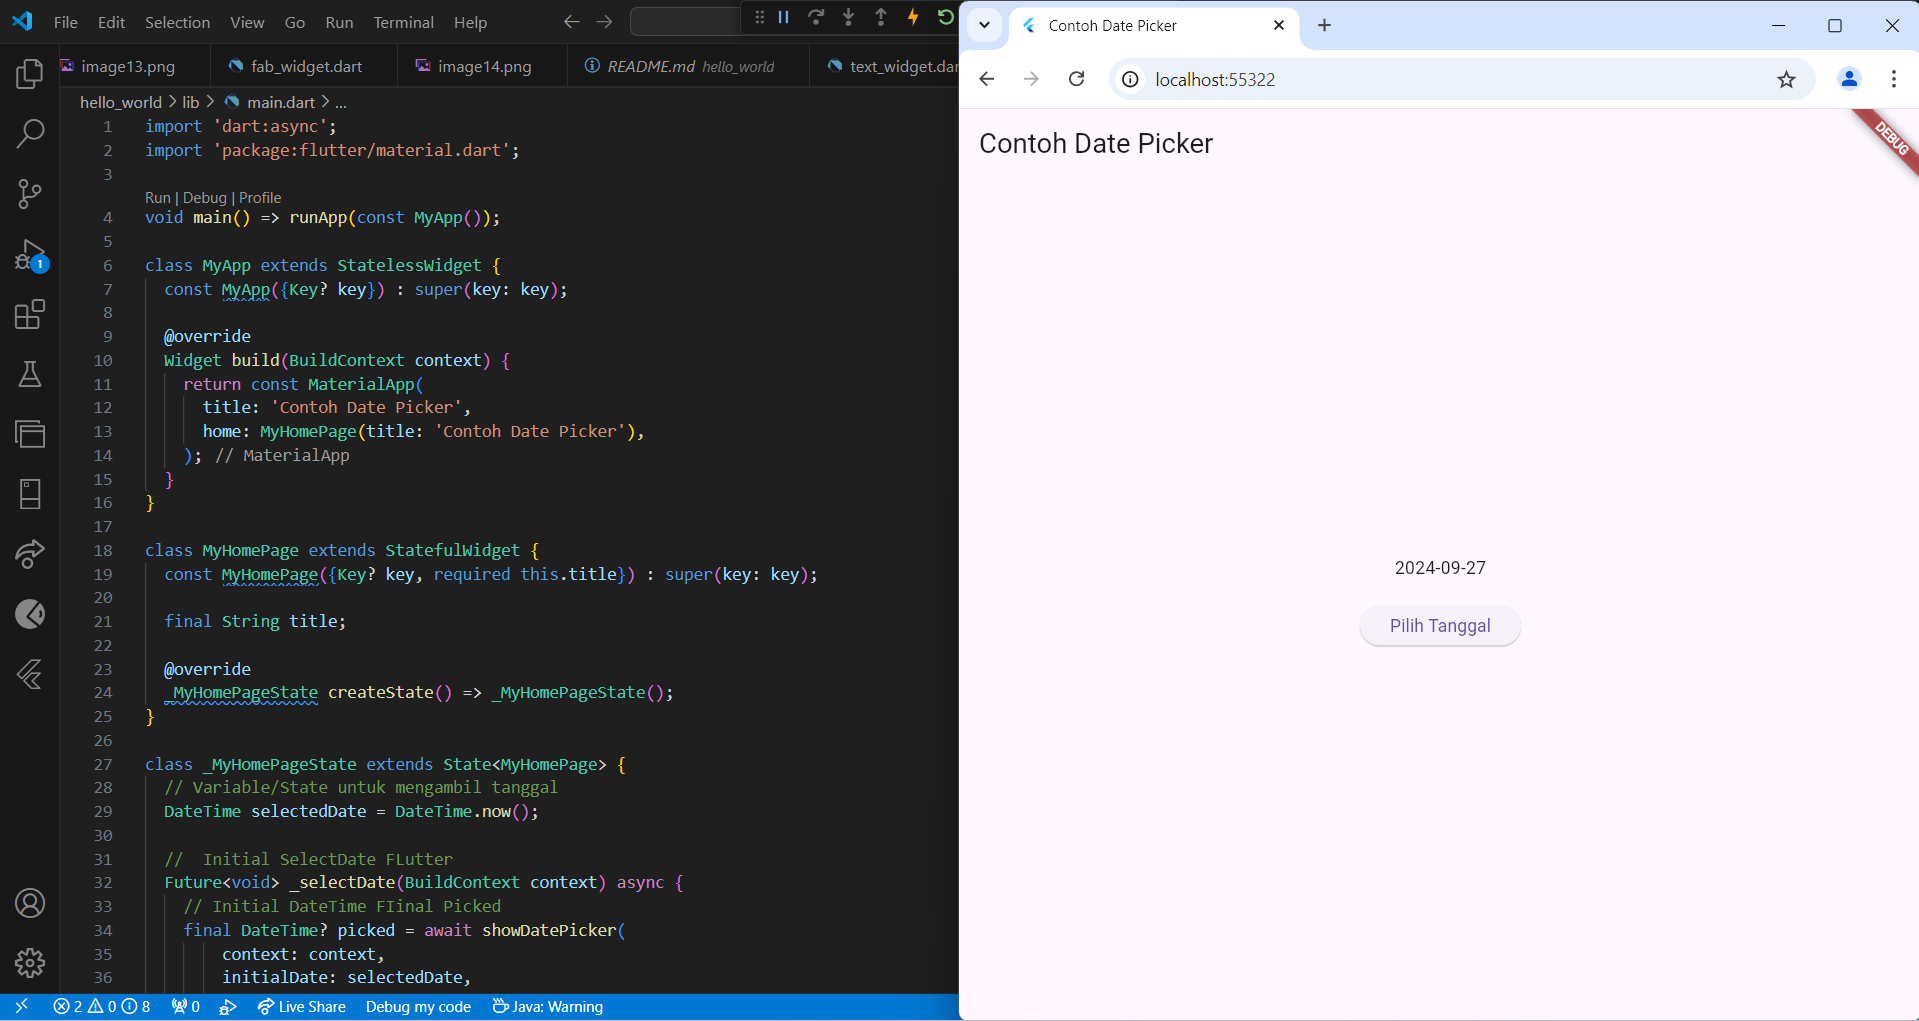 File Edit Selection View Go Run Terminal Help
image13.png fab_widget.dart image14.png README.md hello_world text_widget.dar
hello_world > lib > main.dart > ...
1 import 'dart:async';
2 import 'package:flutter/material.dart';
3
Run | Debug | Profile
4 void main() => runApp(const MyApp());
5
6 class MyApp extends StatelessWidget {
7 const MyApp({Key? key}) : super(key: key);
8
9 @override
10 Widget build(BuildContext context) {
11 return const MaterialApp(
12 title: 'Contoh Date Picker',
13 home: MyHomePage(title: 'Contoh Date Picker'),
14 ); // MaterialApp
15 }
16 }
17
18 class MyHomePage extends StatefulWidget {
19 const MyHomePage({Key? key, required this.title}) : super(key: key);
20
21 final String title;
22
23 @override
24 _MyHomePageState createState() => _MyHomePageState();
25 }
26
27 class _MyHomePageState extends State<MyHomePage> {
28 // Variable/State untuk mengambil tanggal
29 DateTime selectedDate = DateTime.now();
30
31 //  Initial SelectDate FLutter
32 Future<void> _selectDate(BuildContext context) async {
33 // Initial DateTime FIinal Picked
34 final DateTime? picked = await showDatePicker(
35 context: context,
36 initialDate: selectedDate,
1
2 0 8 0 Live Share Debug my code Java: Warning
Contoh Date Picker
localhost:55322
Contoh Date Picker
DEBUG
2024-09-27
Pilih Tanggal